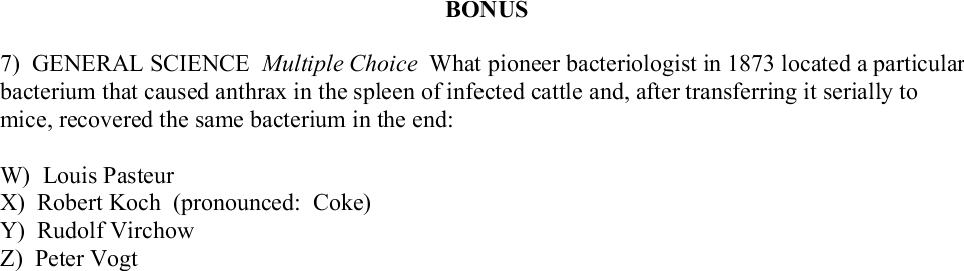 BONUS
7) GENERAL SCIENCE Multiple Choice What pioneer bacteriologist in 1873 located a particular
bacterium that caused anthrax in the spleen of infected cattle and, after transferring it serially to
mice, recovered the same bacterium in the end:
W) Louis Pasteur
X) Robert Koch (pronounced: Coke)
Y) Rudolf Virchow
Z) Peter Vogt